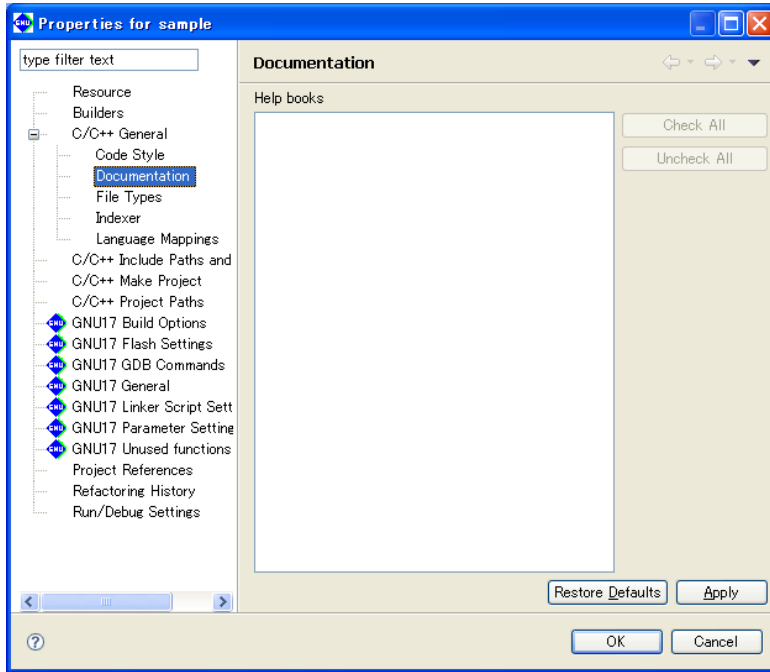 Properties for sample
type filter text
Resource
Builders
C/C++ General
Code Style
Documentation
File Types
Indexer
Language Mappings
C/C++ Include Paths and
C/C++ Make Project
C/C++ Project Paths
GNU17 Build Options
GNU17 Flash Settings
GNU17 GDB Commands
GNU17 General
GNU17 Linker Script Sett
GNU17 Parameter Setting
GNU17 Unused functions
Project References
Refactoring History
Run/Debug Settings
Documentation
Help books
Check All
Uncheck All
Restore Defaults
Apply
OK
Cancel